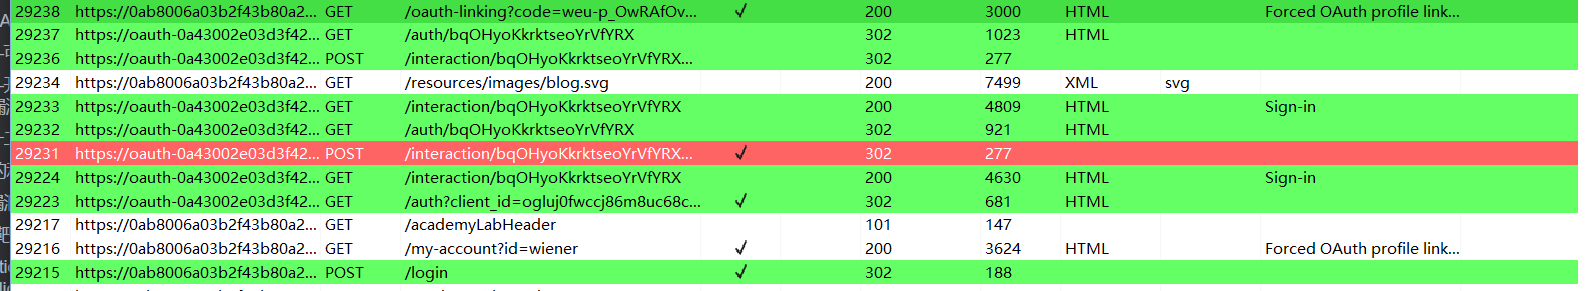 29238 https://0ab8006a03b2f43b80a2... GET /oauth-linking?code=weu-p_OwRAfOv... ✓ 200 3000 HTML Forced OAuth profile link...
29237 https://oauth-0a43002e03d3f42... GET /auth/bqOHyoKkrktseoYrVfYRX 302 1023 HTML
29236 https://oauth-0a43002e03d3f42... POST /interaction/bqOHyoKkrktseoYrVfYRX... 302 277
29234 https://0ab8006a03b2f43b80a2... GET /resources/images/blog.svg 200 7499 XML svg
29233 https://oauth-0a43002e03d3f42... GET /interaction/bqOHyoKkrktseoYrVfYRX 200 4809 HTML Sign-in
29232 https://oauth-0a43002e03d3f42... GET /auth/bqOHyoKkrktseoYrVfYRX 302 921 HTML
29231 https://oauth-0a43002e03d3f42... POST /interaction/bqOHyoKkrktseoYrVfYRX... ✓ 302 277
29224 https://oauth-0a43002e03d3f42... GET /interaction/bqOHyoKkrktseoYrVfYRX 200 4630 HTML Sign-in
29223 https://oauth-0a43002e03d3f42... GET /auth?client_id=ogluj0fwccj86m8uc68c... ✓ 302 681 HTML
29217 https://0ab8006a03b2f43b80a2... GET /academyLabHeader 101 147
29216 https://0ab8006a03b2f43b80a2... GET /my-account?id=wiener ✓ 200 3624 HTML Forced OAuth profile link...
29215 https://0ab8006a03b2f43b80a2... POST /login ✓ 302 188